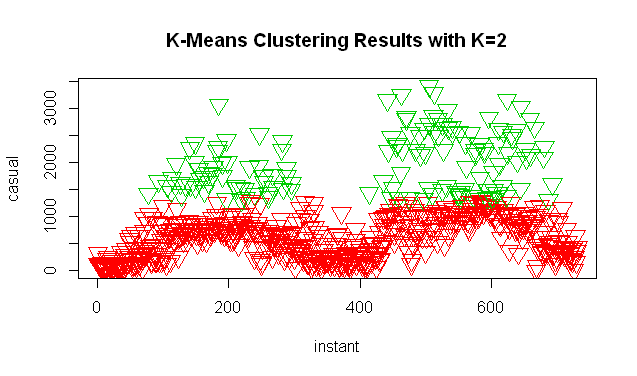 K-Means Clustering Results with K=2
casual
3000
2000
1000
0
0 200 400 600
instant